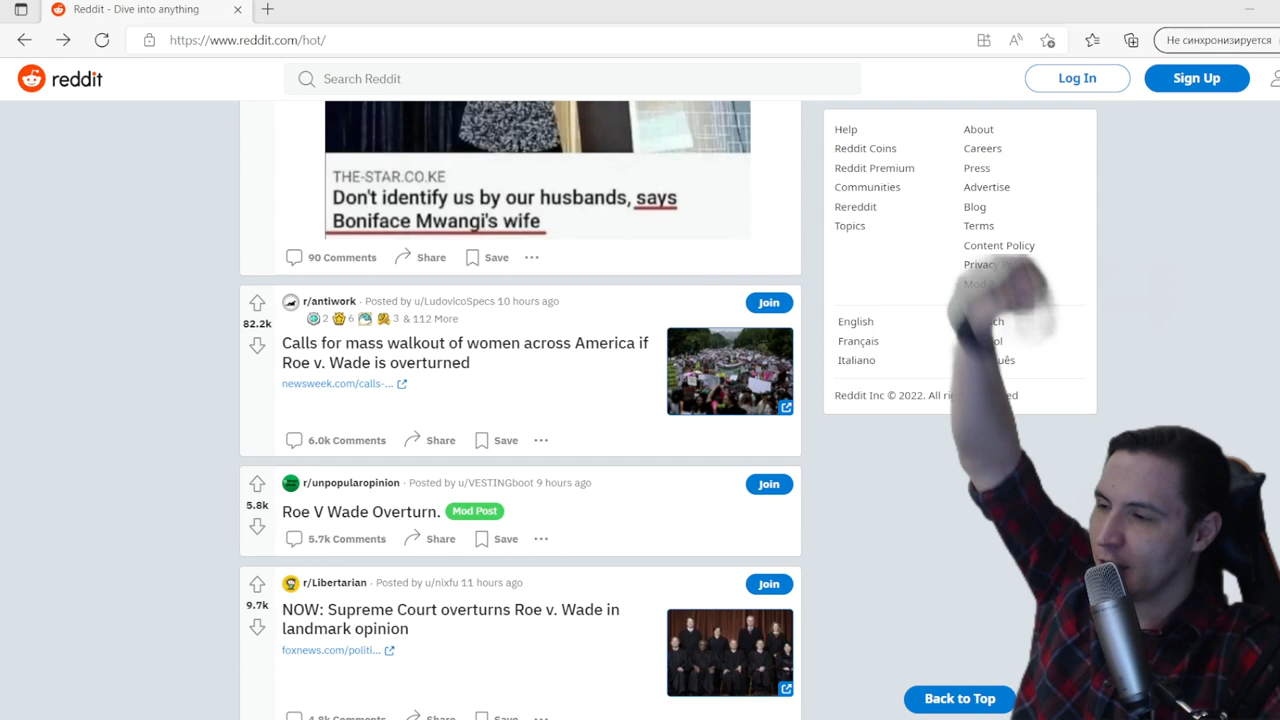 Reddit - Dive into anything
https://www.reddit.com/hot/
Не синхронизируется
reddit
Search Reddit
Log In
Sign Up
THE-STAR.CO.KE
Don't identify us by our husbands, says
Boniface Mwangi's wife
90 Comments Share Save
r/antiwork · Posted by u/LudovicoSpecs 10 hours ago
2 6 3 & 112 More
Join
82.2k
Calls for mass walkout of women across America if
Roe v. Wade is overturned
newsweek.com/calls-...
6.0k Comments Share Save
r/unpopularopinion · Posted by u/VESTINGboot 9 hours ago
Join
5.8k
Roe V Wade Overturn. Mod Post
5.7k Comments Share Save
r/Libertarian · Posted by u/nixfu 11 hours ago
Join
9.7k
NOW: Supreme Court overturns Roe v. Wade in
landmark opinion
foxnews.com/politi...
4.8k Comments Share Save
Help
Reddit Coins
Reddit Premium
Communities
Rereddit
Topics
About
Careers
Press
Advertise
Blog
Terms
Content Policy
Privacy
English
Français
Italiano
Reddit Inc © 2022. All
Back to Top